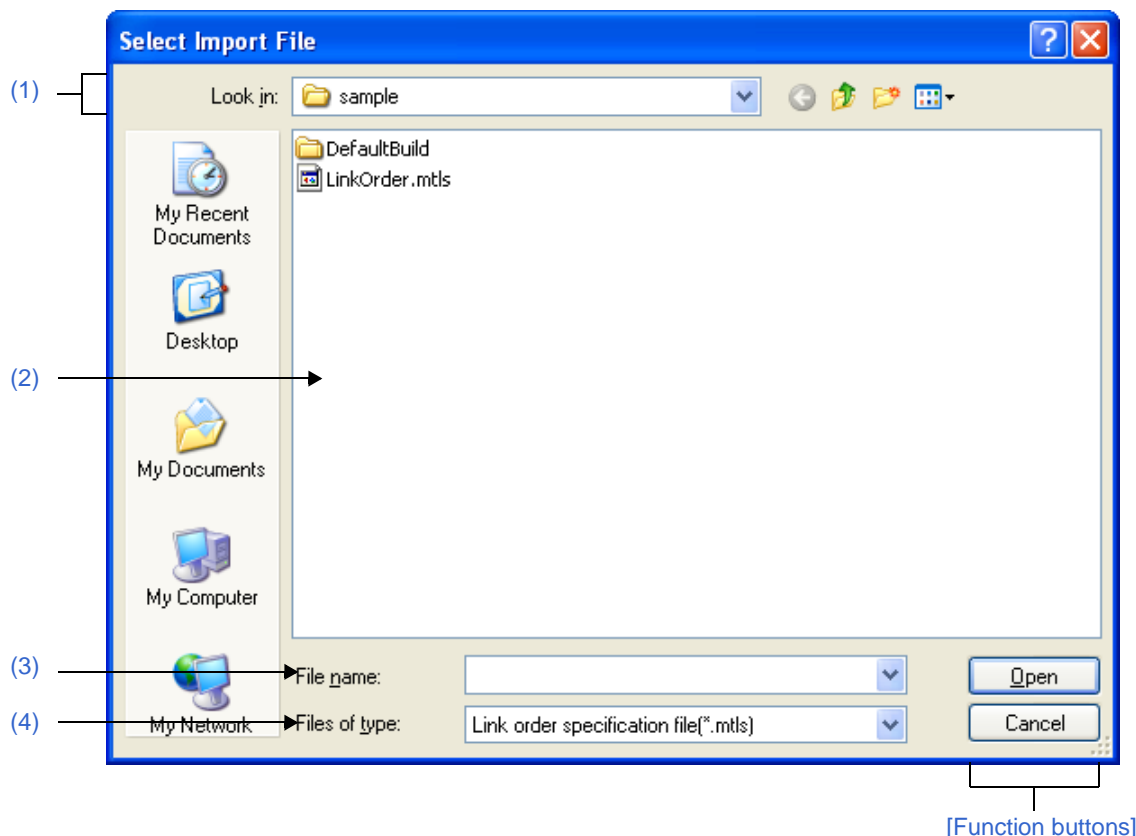 Select Import File
(1)
Look in:
sample
DefaultBuild
LinkOrder.mtls
My Recent
Documents
Desktop
(2)
My Documents
My Computer
(3)
File name:
Open
(4)
My Network
Files of type:
Link order specification file(*.mtls)
Cancel
[Function buttons]